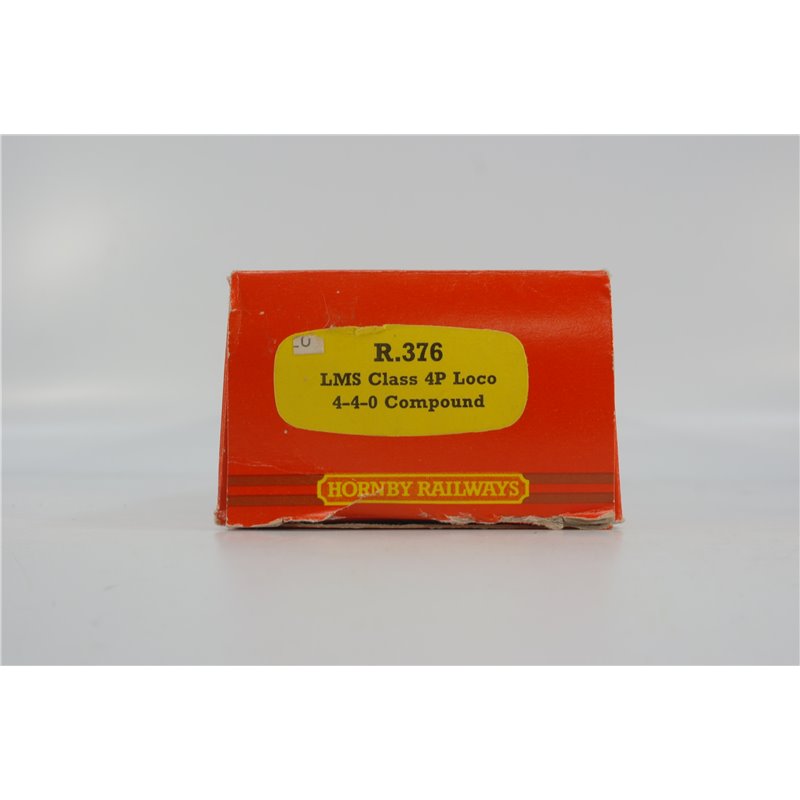 R.376
LMS Class 4P Loco
4-4-0 Compound
HORNBY RAILWAYS